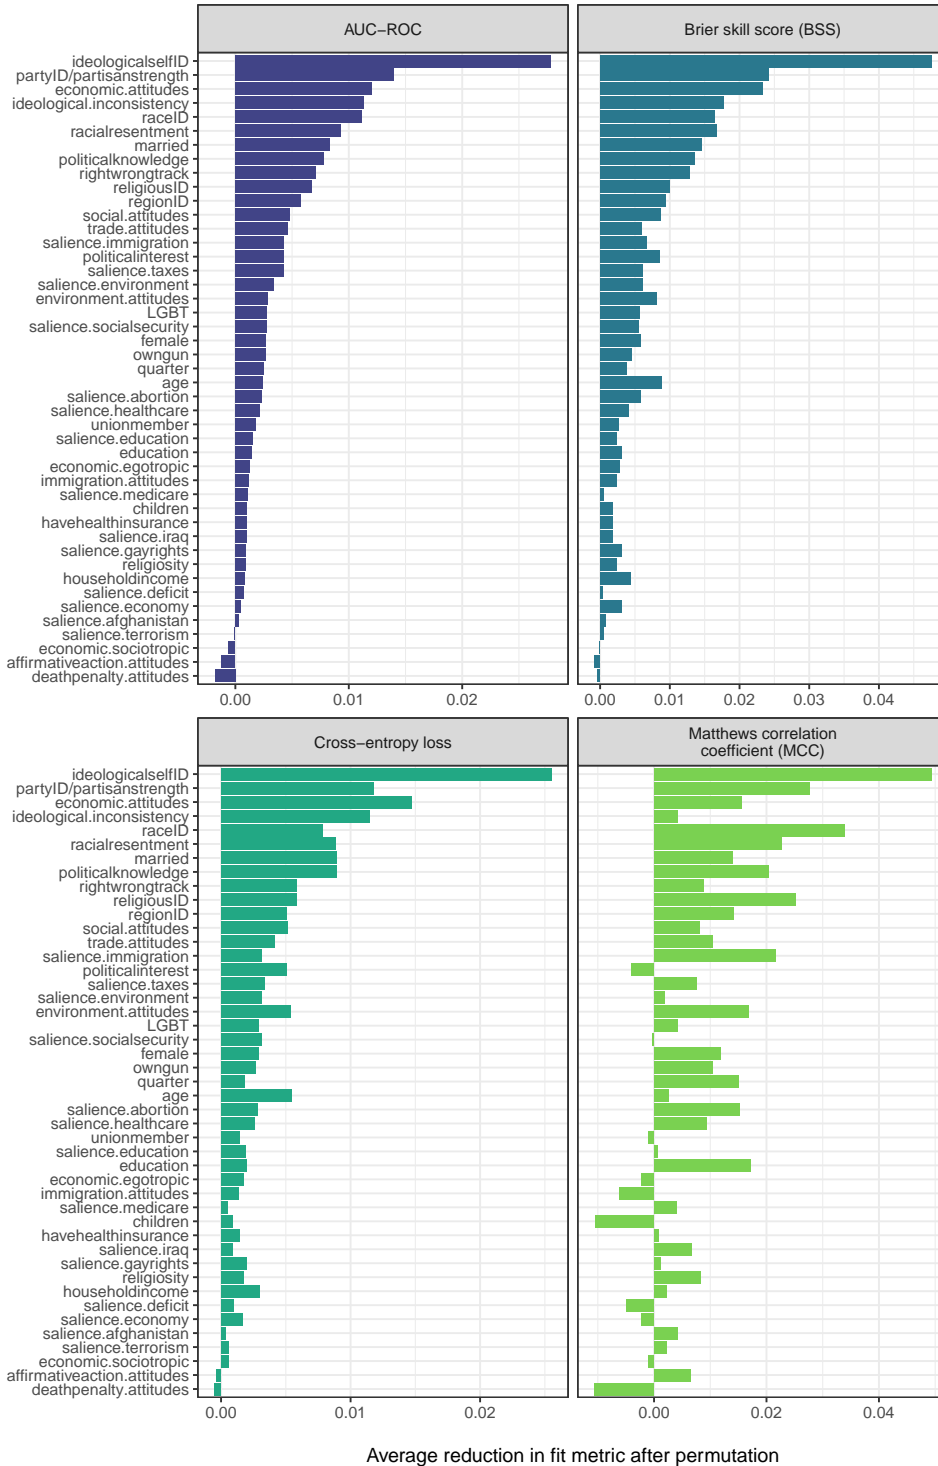 AUC−ROC
Brier skill score (BSS)
ideologicalselfID
partyID/partisanstrength
economic.attitudes
ideological.inconsistency
raceID
racialresentment
married
politicalknowledge
rightwrongtrack
religiousID
regionID
social.attitudes
trade.attitudes
salience.immigration
politicalinterest
salience.taxes
salience.environment
environment.attitudes
LGBT
salience.socialsecurity
female
owngun
quarter
age
salience.abortion
salience.healthcare
unionmember
salience.education
education
economic.egotropic
immigration.attitudes
salience.medicare
children
havehealthinsurance
salience.iraq
salience.gayrights
religiosity
householdincome
salience.deficit
salience.economy
salience.afghanistan
salience.terrorism
economic.sociotropic
affirmativeaction.attitudes
deathpenalty.attitudes
0.00 0.01 0.02
0.00 0.01 0.02 0.03 0.04
Cross−entropy loss
Matthews correlation
coefficient (MCC)
ideologicalselfID
partyID/partisanstrength
economic.attitudes
ideological.inconsistency
raceID
racialresentment
married
politicalknowledge
rightwrongtrack
religiousID
regionID
social.attitudes
trade.attitudes
salience.immigration
politicalinterest
salience.taxes
salience.environment
environment.attitudes
LGBT
salience.socialsecurity
female
owngun
quarter
age
salience.abortion
salience.healthcare
unionmember
salience.education
education
economic.egotropic
immigration.attitudes
salience.medicare
children
havehealthinsurance
salience.iraq
salience.gayrights
religiosity
householdincome
salience.deficit
salience.economy
salience.afghanistan
salience.terrorism
economic.sociotropic
affirmativeaction.attitudes
deathpenalty.attitudes
0.00 0.01 0.02
0.00 0.02 0.04
Average reduction in fit metric after permutation